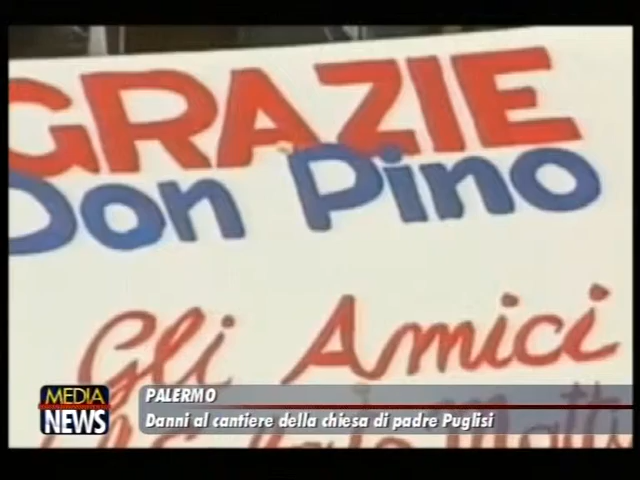 GRAZIE
Don Pino
Gli Amici
MEDIA
NEWS
PALERMO
Danni al cantiere della chiesa di padre Puglisi